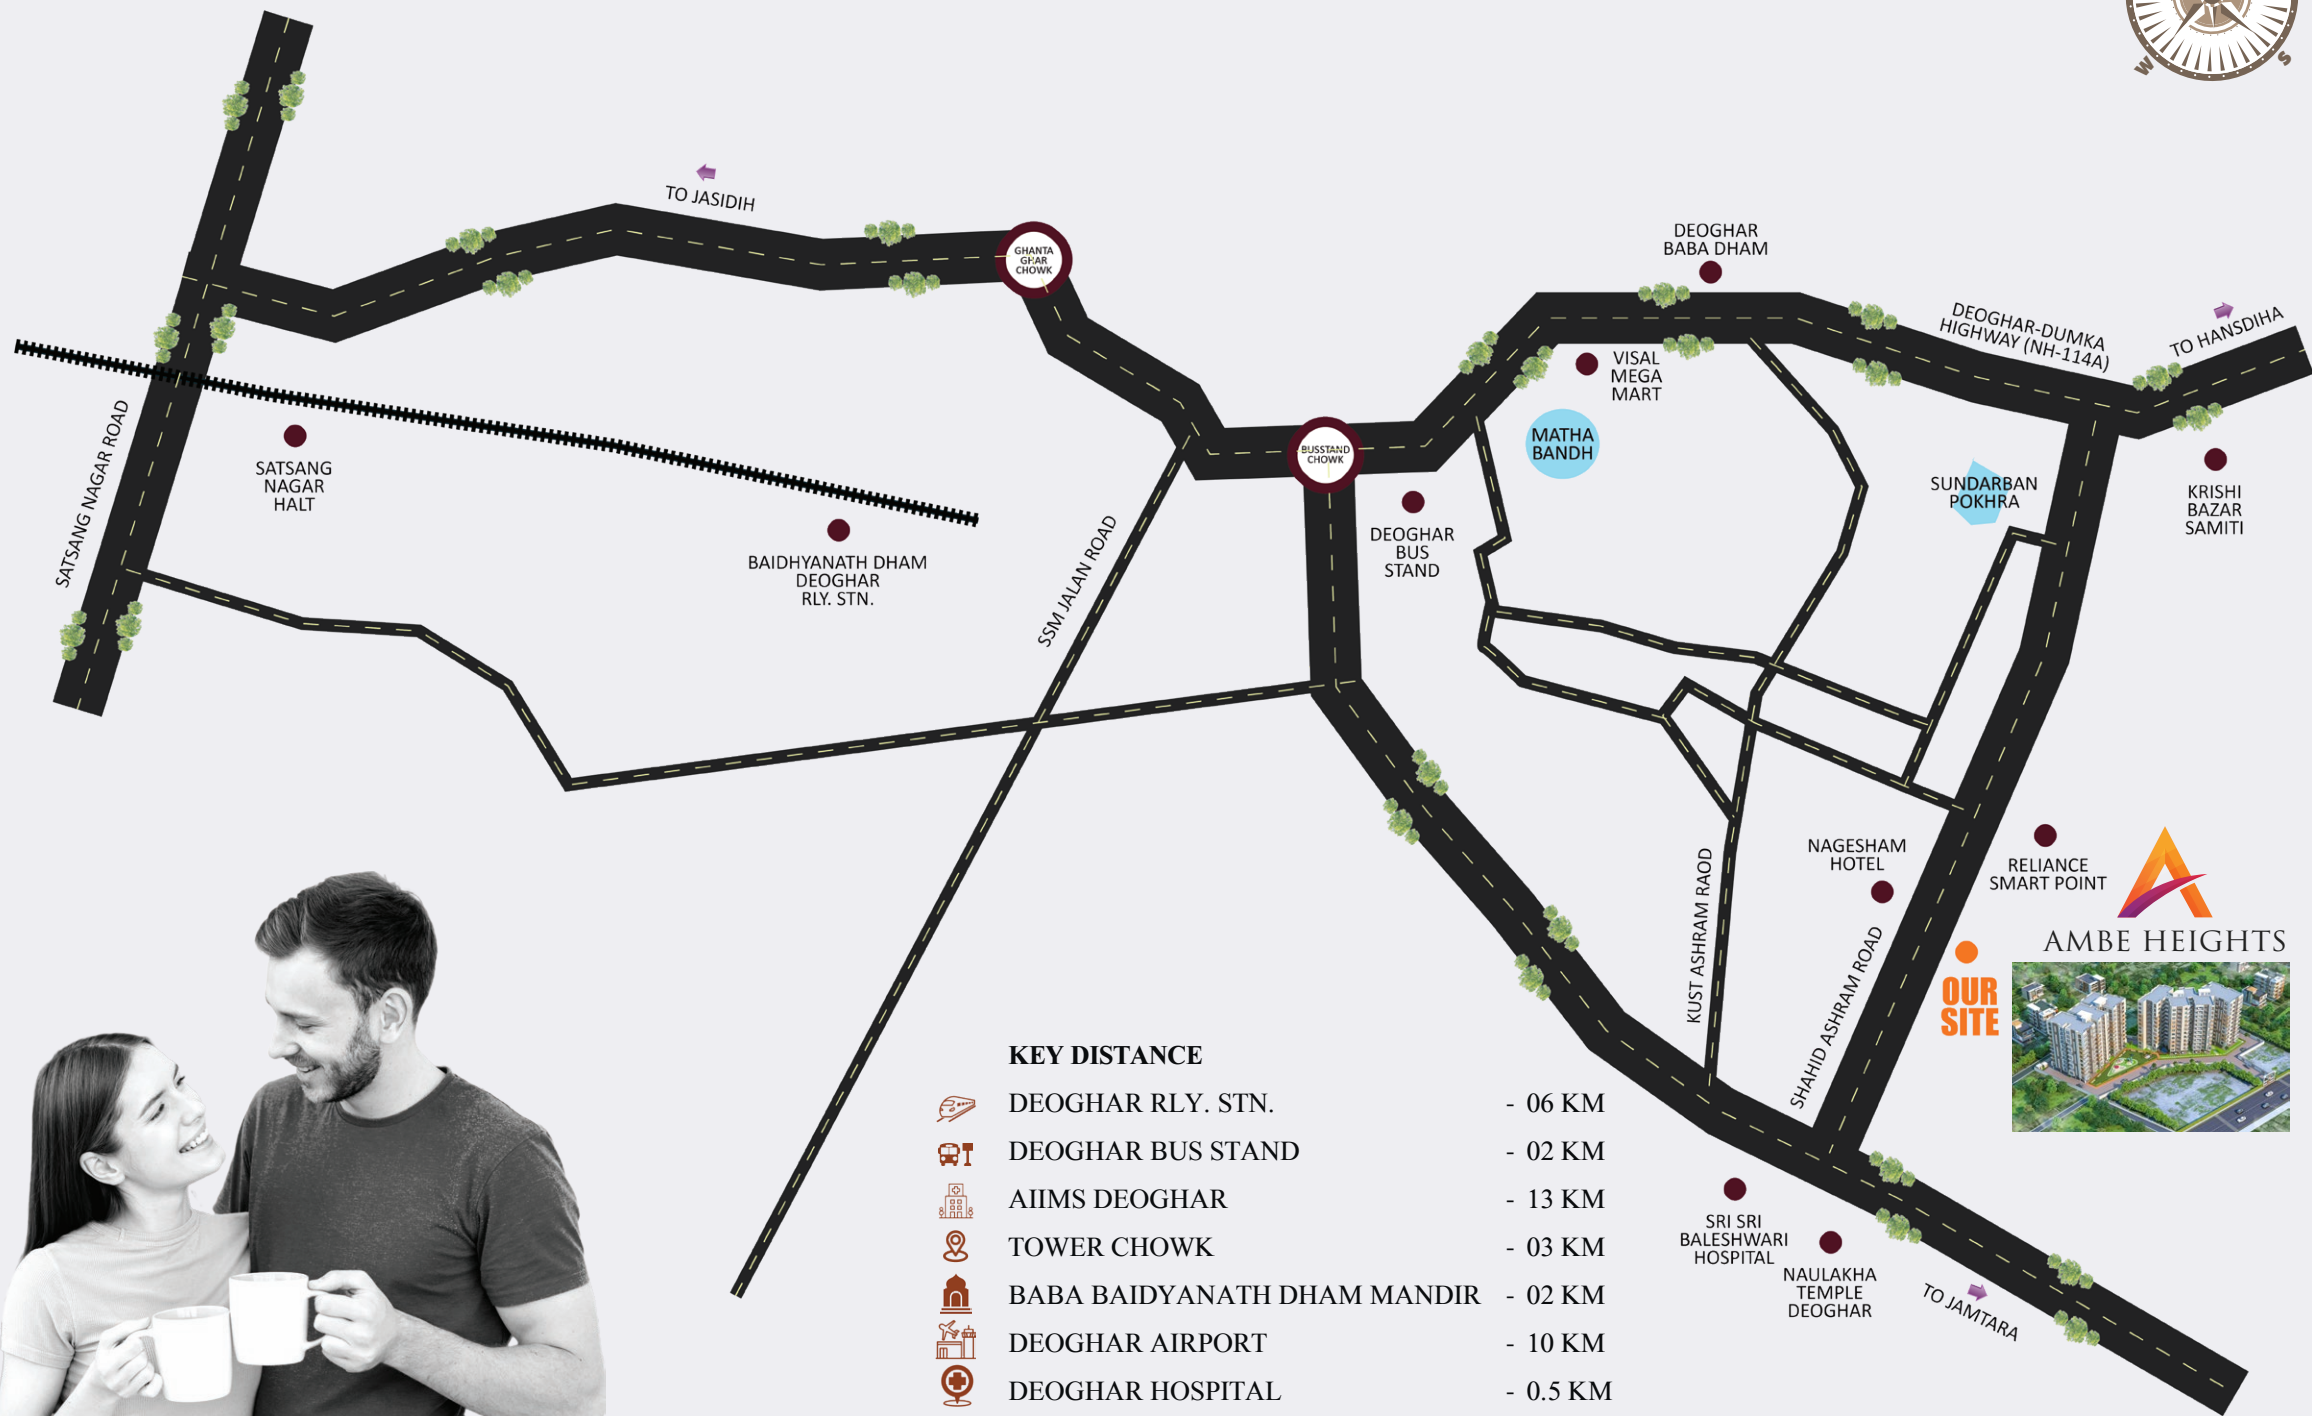 W
S
TO JASIDIH
GHANTA
GHAR
CHOWK
DEOGHAR
BABA DHAM
DEOGHAR-DUMKA
HIGHWAY (NH-114A)
TO HANSDIHA
VISAL
MEGA
MART
MATHA
BANDH
BUSSTAND
CHOWK
SATSANG NAGAR ROAD
SATSANG
NAGAR
HALT
BAIDHYANATH DHAM
DEOGHAR
RLY. STN.
SSM JALAN ROAD
DEOGHAR
BUS
STAND
SUNDARBAN
POKHRA
KRISHI
BAZAR
SAMITI
NAGESHAM
HOTEL
RELIANCE
SMART POINT
KUST ASHRAM RAOD
SHAHID ASHRAM ROAD
AMBE HEIGHTS
OUR
SITE
SRI SRI
BALESHWARI
HOSPITAL
NAULAKHA
TEMPLE
DEOGHAR
TO JAMTARA
KEY DISTANCE
DEOGHAR RLY. STN. - 06 KM
DEOGHAR BUS STAND - 02 KM
AIIMS DEOGHAR - 13 KM
TOWER CHOWK - 03 KM
BABA BAIDYANATH DHAM MANDIR - 02 KM
DEOGHAR AIRPORT - 10 KM
DEOGHAR HOSPITAL - 0.5 KM